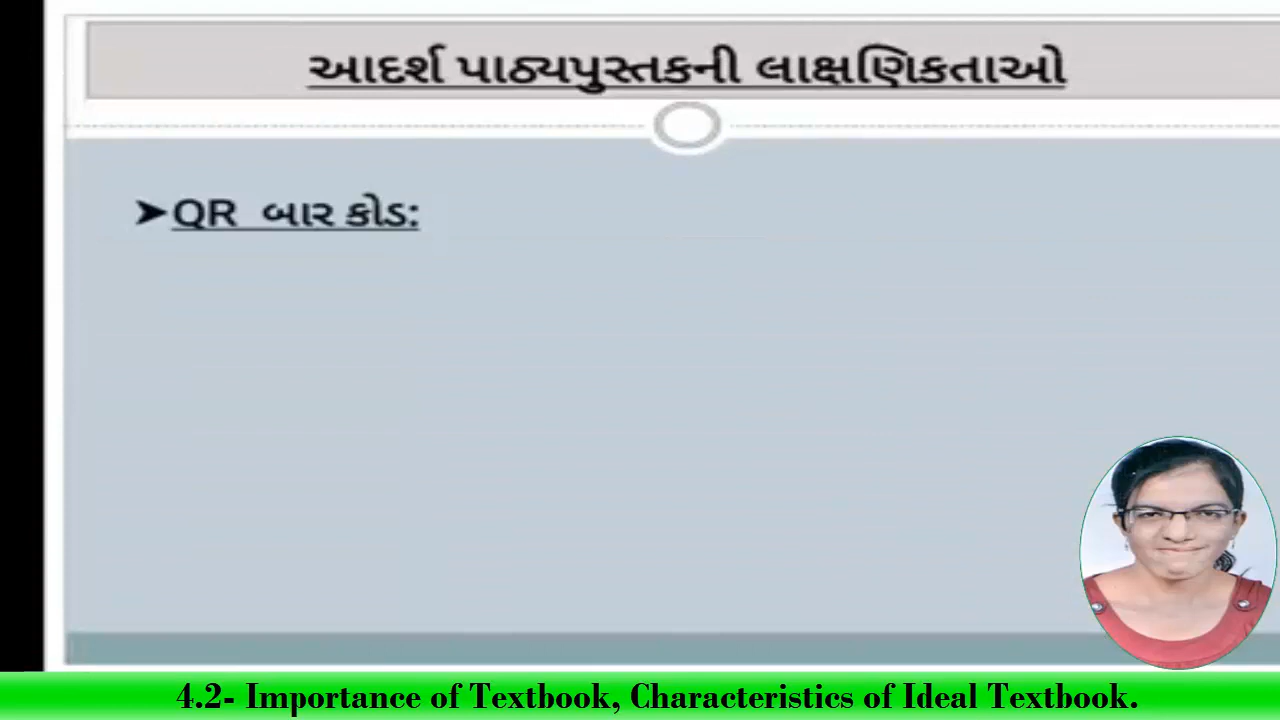 આદર્શ પાઠ્યપુસ્તકની લાક્ષણિકતાઓ
➤QR બાર કોડ:
4.2- Importance of Textbook, Characteristics of Ideal Textbook.